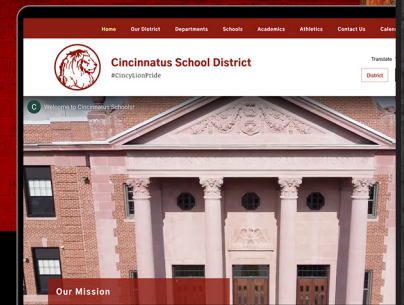 Home Our District Departments Schools Academics Athletics Contact Us
Translate
Cincinnatus School District
#CincyLionPride
District
C Welcome to Cincinnatus Schools!
Our Mission